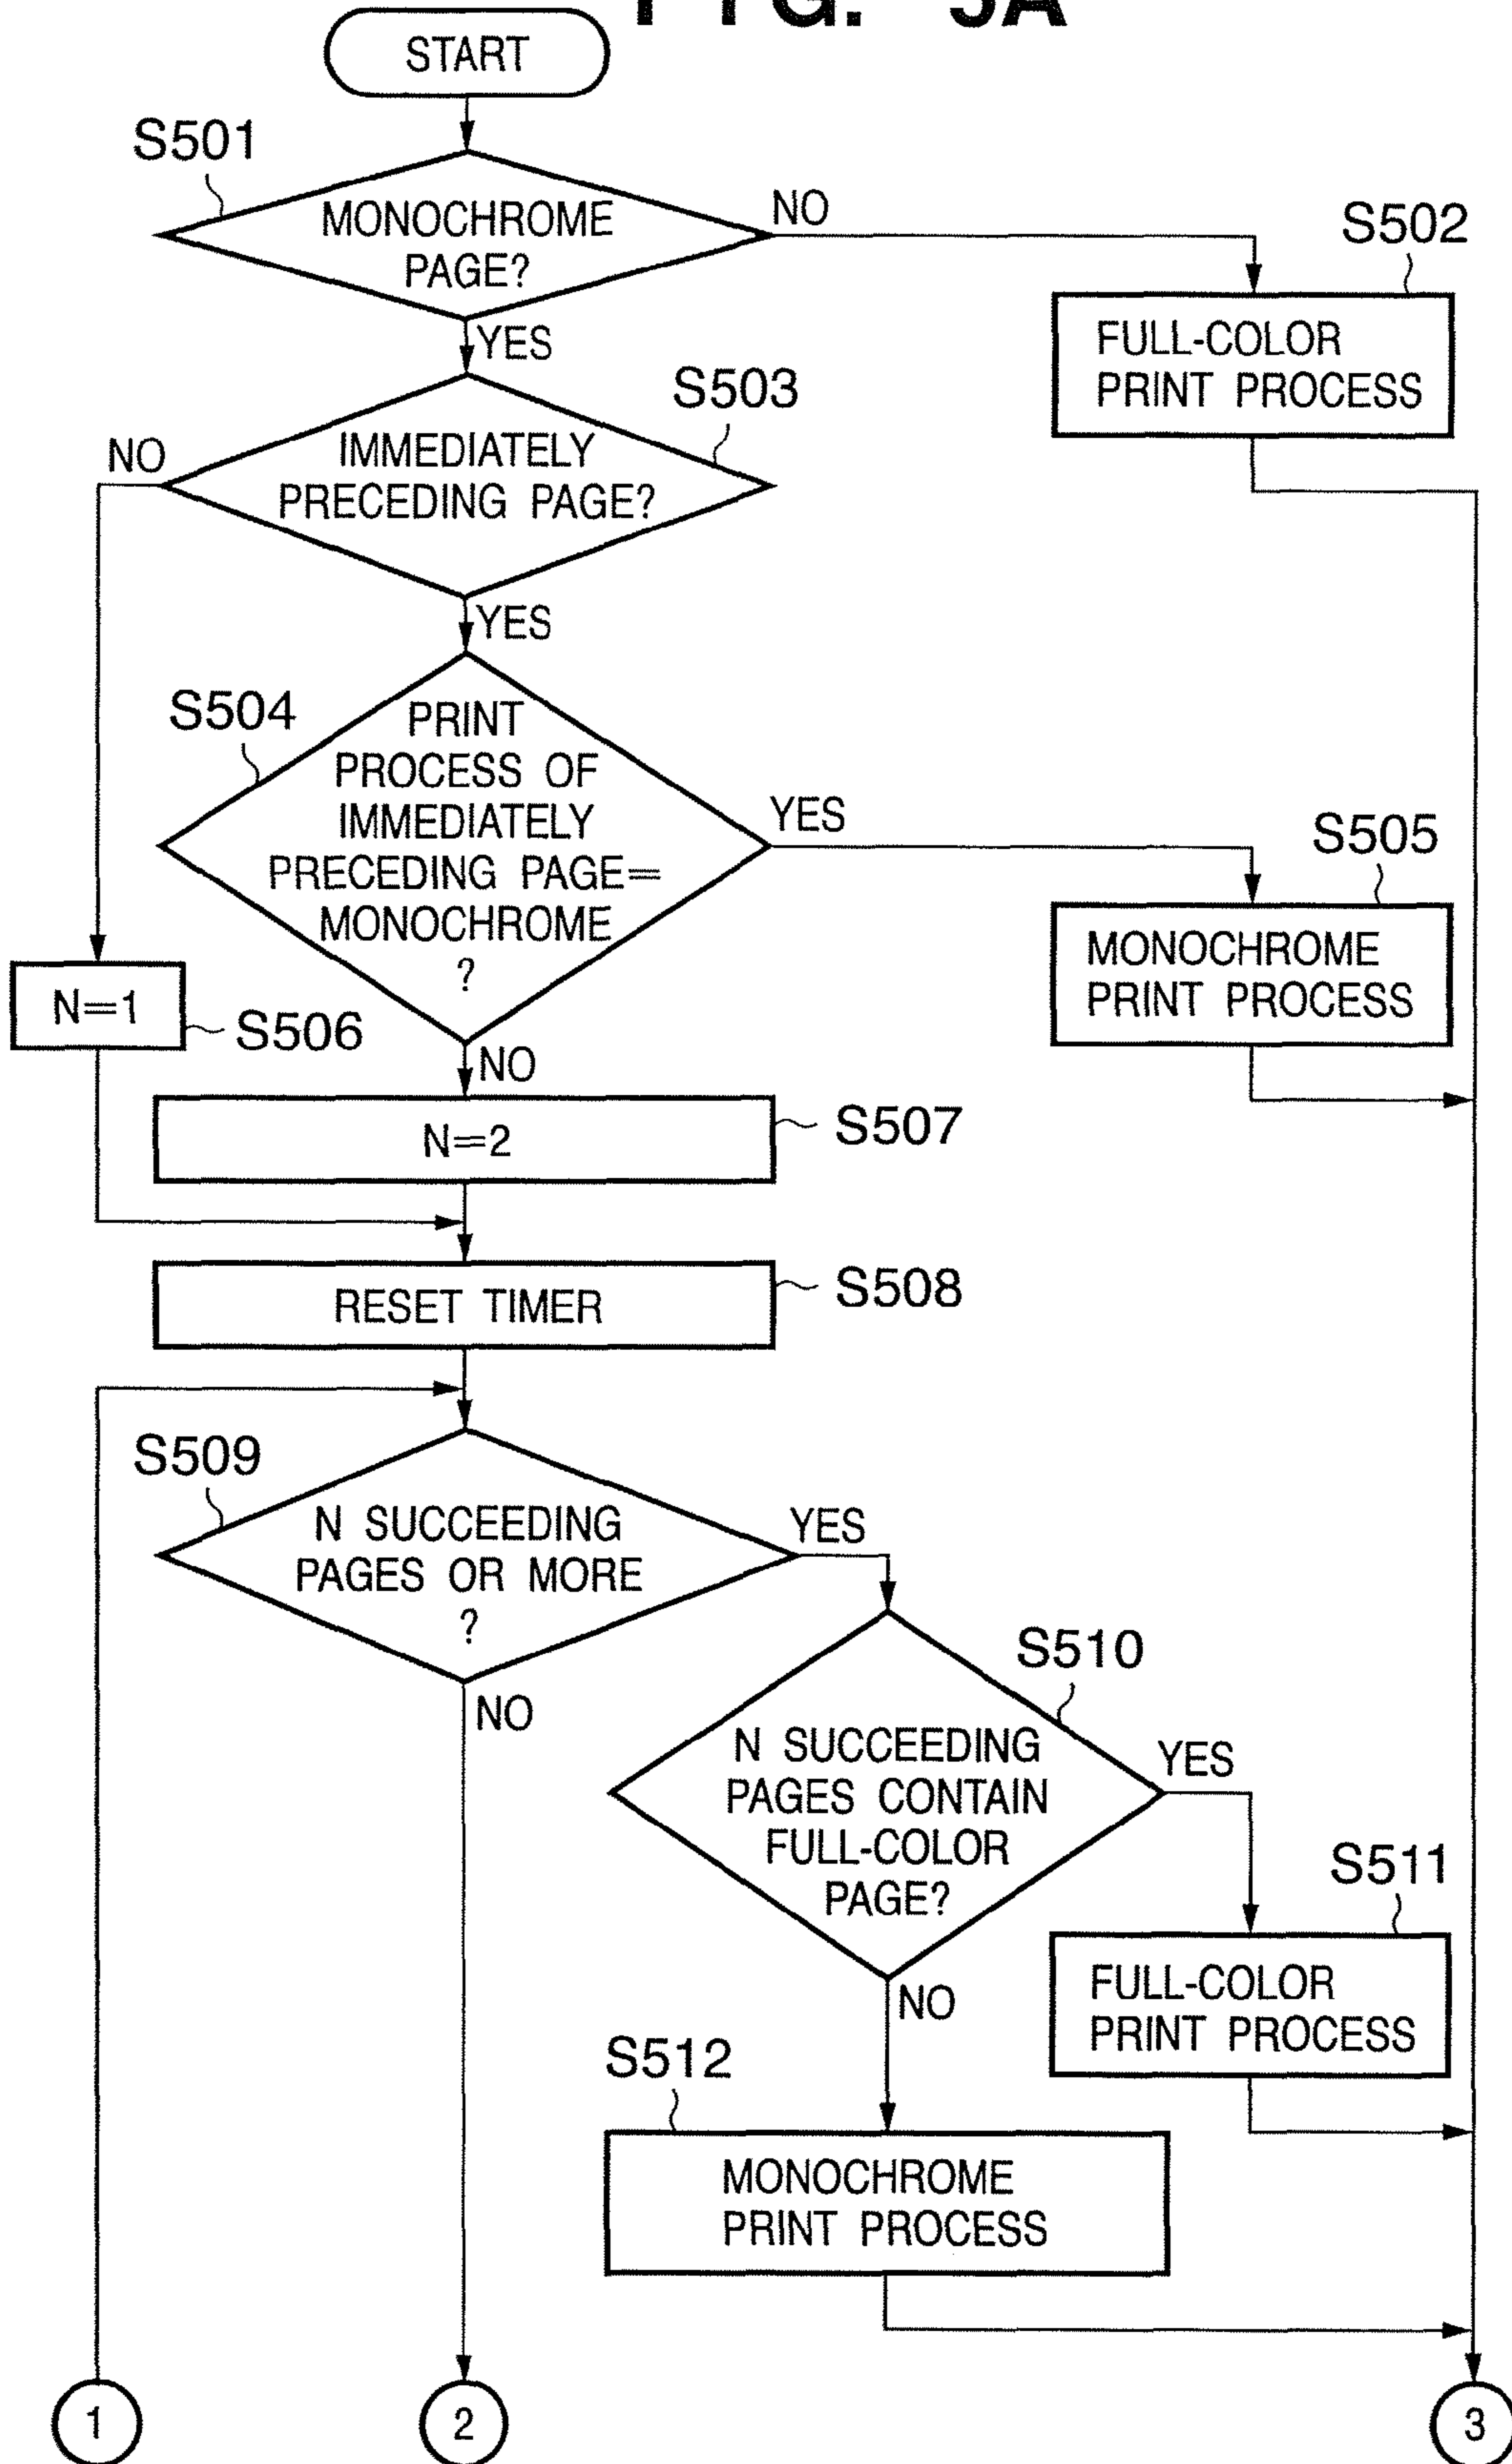 FIG. 5A
START
S501
MONOCHROME
PAGE?
NO
S502
FULL-COLOR
PRINT PROCESS
YES
S503
IMMEDIATELY
PRECEDING PAGE?
NO
YES
S504
PRINT
PROCESS OF
IMMEDIATELY
PRECEDING PAGE=
MONOCHROME
?
YES
S505
MONOCHROME
PRINT PROCESS
N=1
S506
NO
N=2
S507
RESET TIMER
S508
S509
N SUCCEEDING
PAGES OR MORE
?
YES
NO
S510
N SUCCEEDING
PAGES CONTAIN
FULL-COLOR
PAGE?
YES
S511
FULL-COLOR
PRINT PROCESS
NO
S512
MONOCHROME
PRINT PROCESS
1
2
3